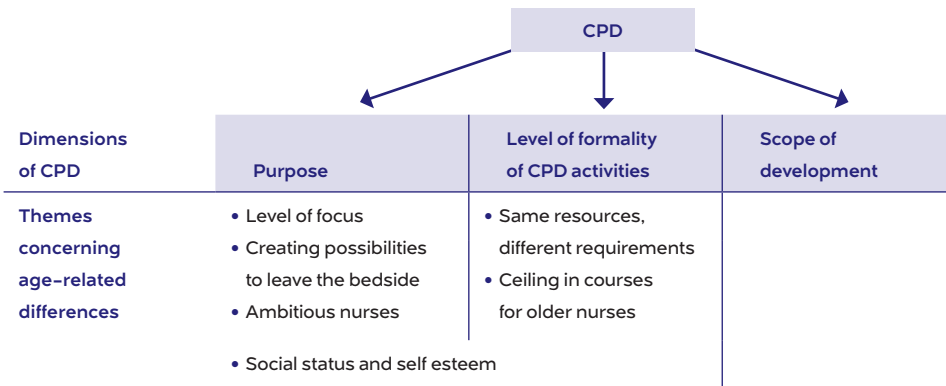 CPD
Dimensions
of CPD
Purpose
Level of formality
of CPD activities
Scope of
development
Themes
concerning
age-related
differences
• Level of focus
• Creating possibilities
to leave the bedside
• Ambitious nurses
• Same resources,
different requirements
• Ceiling in courses
for older nurses
• Social status and self esteem